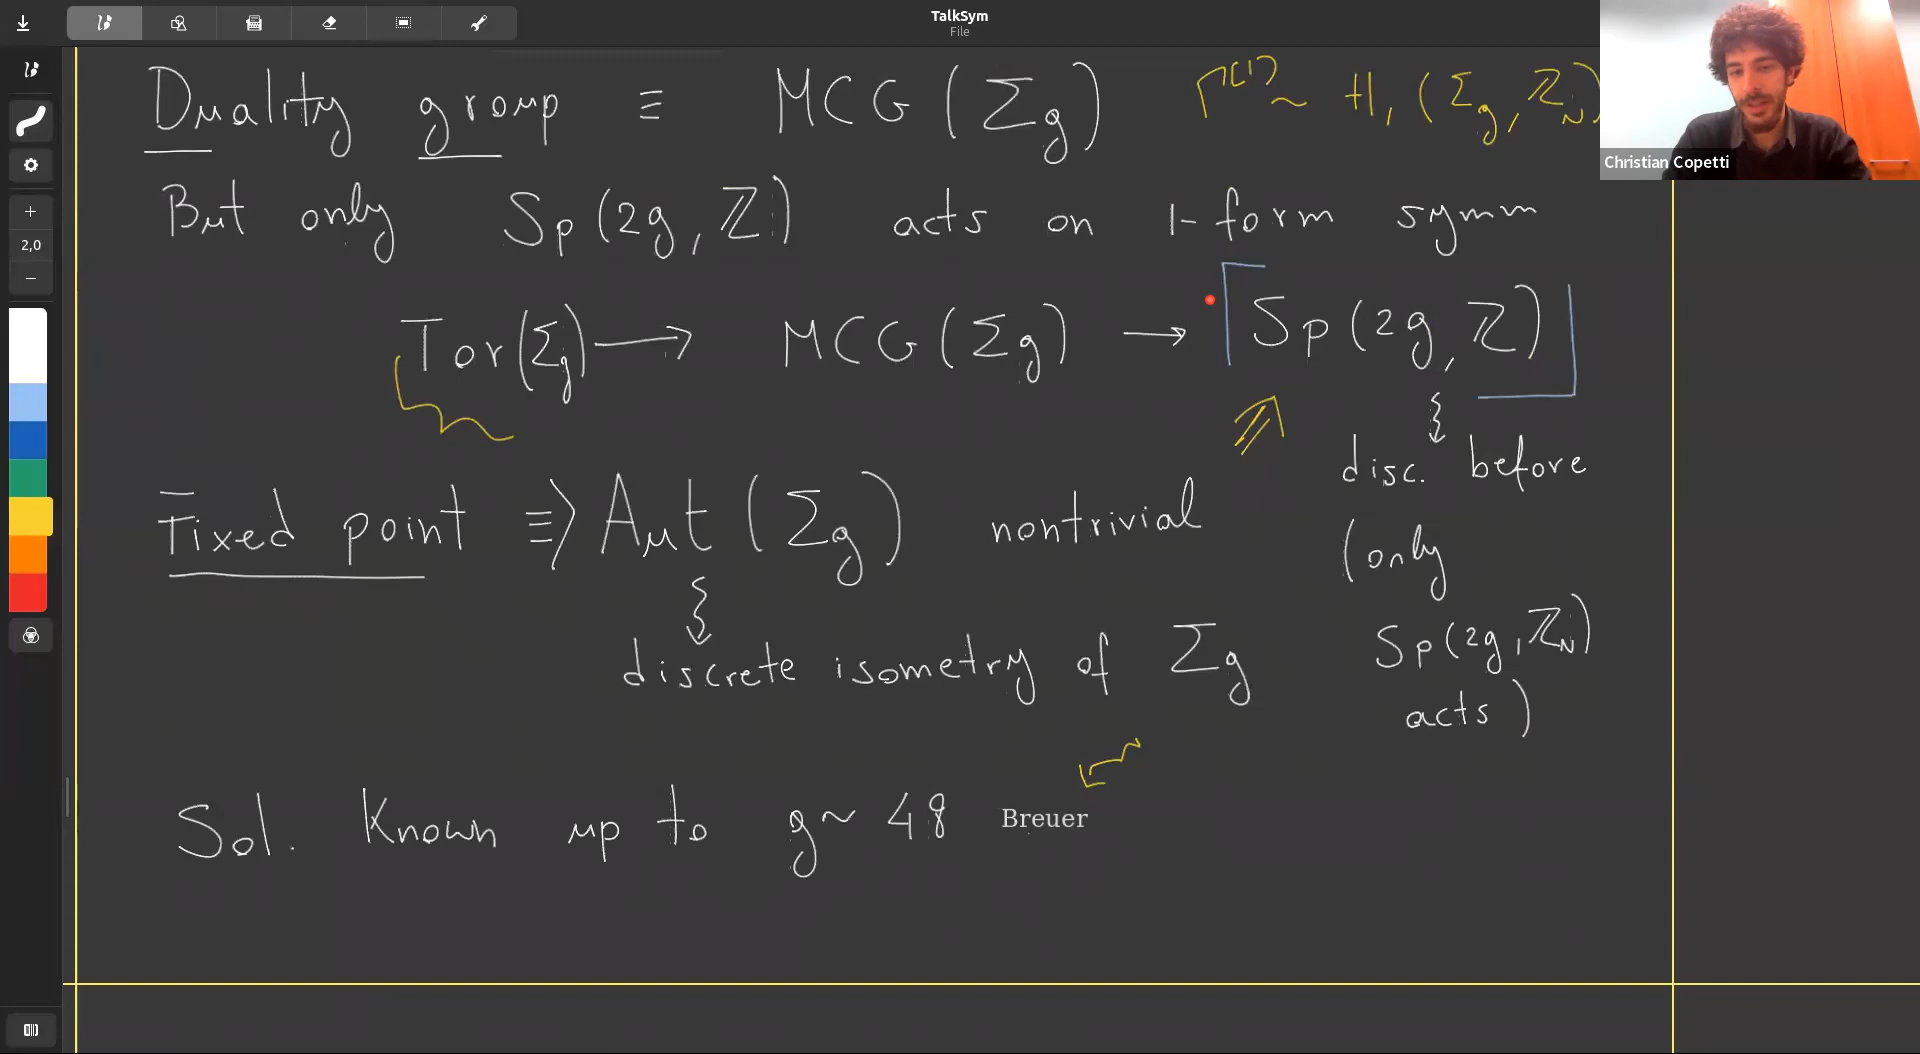 TalkSym
File
Duality group ≡ MCG (Σg) Γ(1) ~ H1 (Σg, ℤN)
Christian Copetti
But only Sp(2g, ℤ) acts on 1-form symm
Tor(Σg) → MCG(Σg) → Sp(2g, ℤ)
disc. before
(only
Sp(2g, ℤN)
acts)
Fixed point ≡> Aut (Σg) nontrivial
discrete isometry of Σg
Sol. Known up to g~ 48 Breuer
2,0